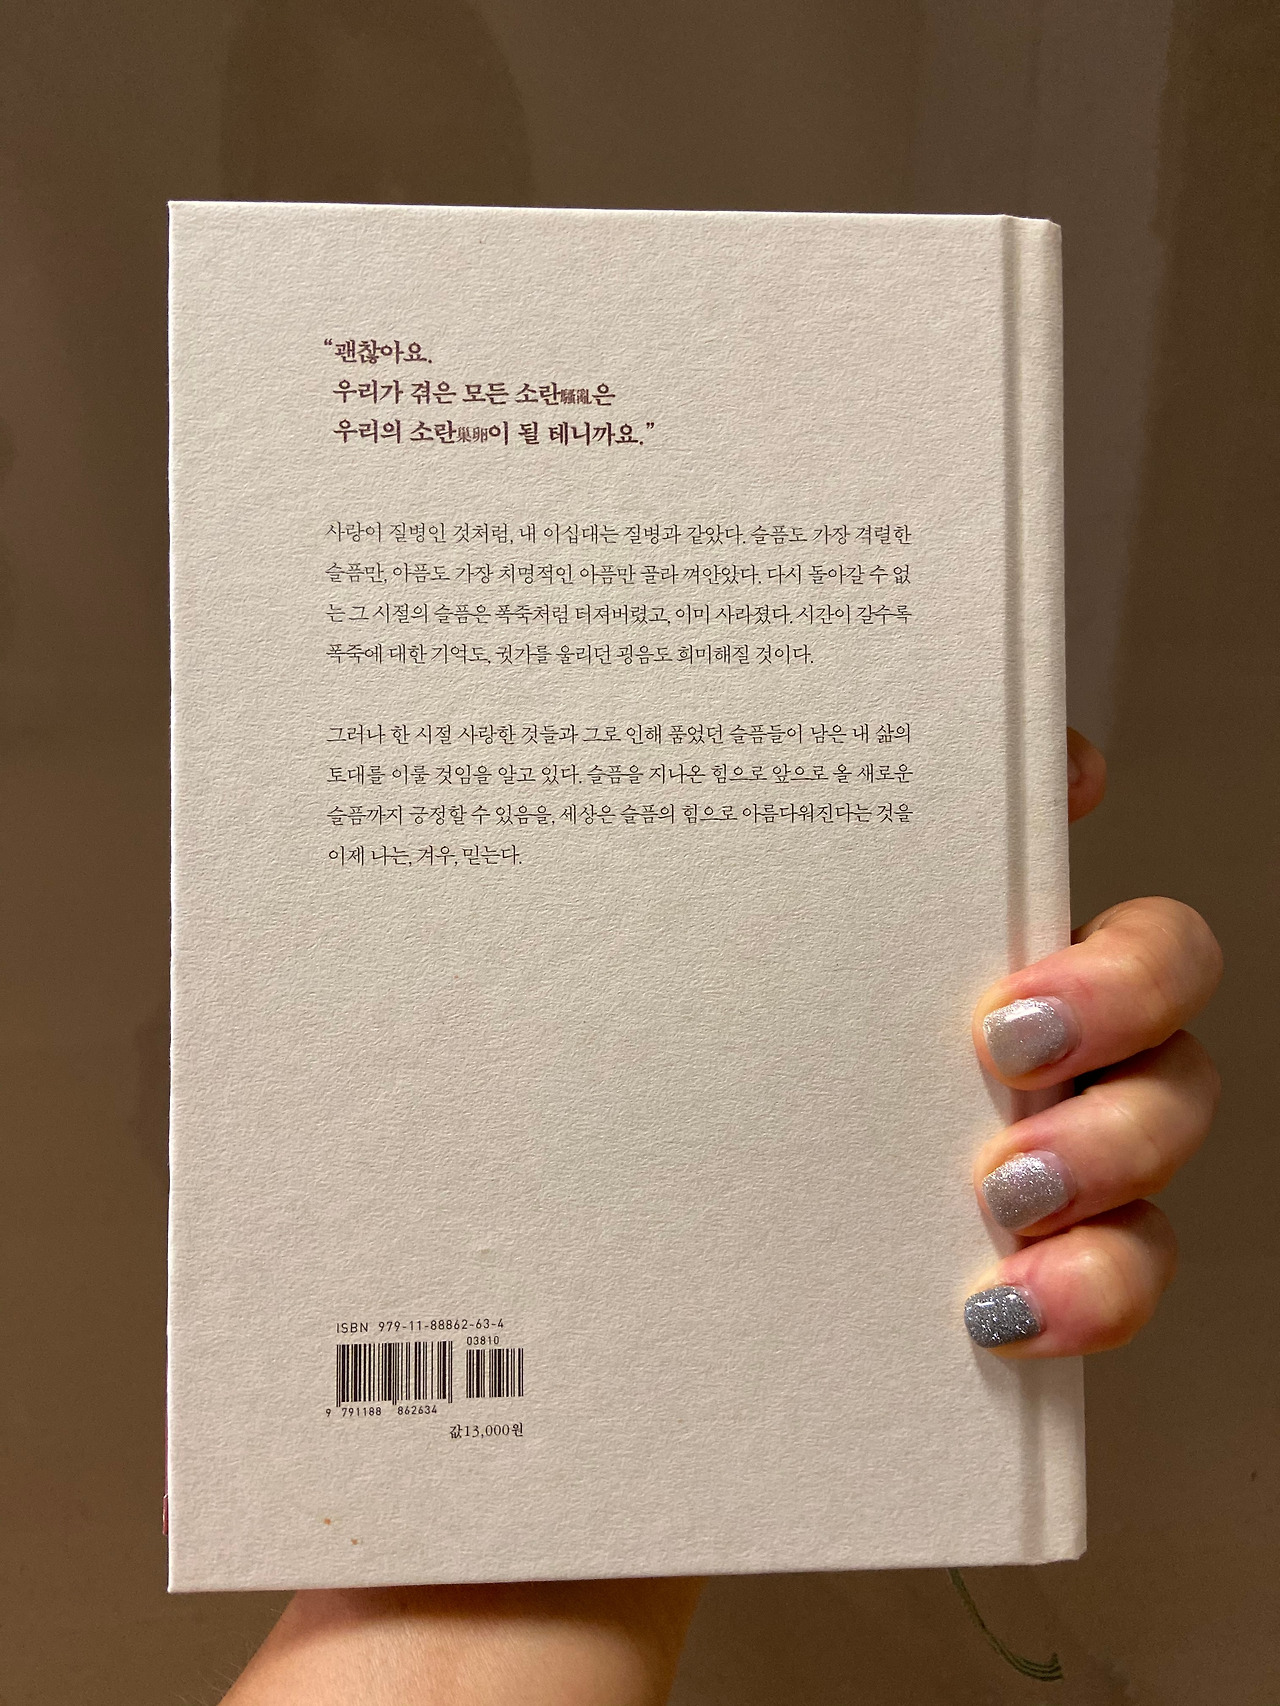 “괜찮아요.
우리가 겪은 모든 소란騷亂은
우리의 소란巢卵이 될 테니까요.”
사랑이 질병인 것처럼, 내 이십대는 질병과 같았다. 슬픔도 가장 격렬한
슬픔만, 아픔도 가장 치명적인 아픔만 골라 껴안았다. 다시 돌아갈 수 없
는 그 시절의 슬픔은 폭죽처럼 터져버렸고, 이미 사라졌다. 시간이 갈수록
폭죽에 대한 기억도, 귓가를 울리던 굉음도 희미해질 것이다.
그러나 한 시절 사랑한 것들과 그로 인해 품었던 슬픔들이 남은 내 삶의
토대를 이룰 것임을 알고 있다. 슬픔을 지나온 힘으로 앞으로 올 새로운
슬픔까지 긍정할 수 있음을, 세상은 슬픔의 힘으로 아름다워진다는 것을
이제 나는, 겨우, 믿는다.
ISBN 979-11-88862-63-4
03810
9 791188 862634
값13,000원